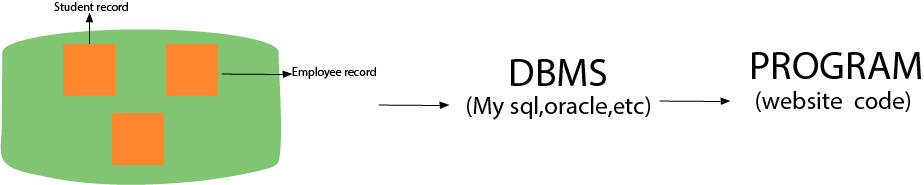 Student record
Employee record
DBMS
(My sql,oracle,etc)
PROGRAM
(website code)